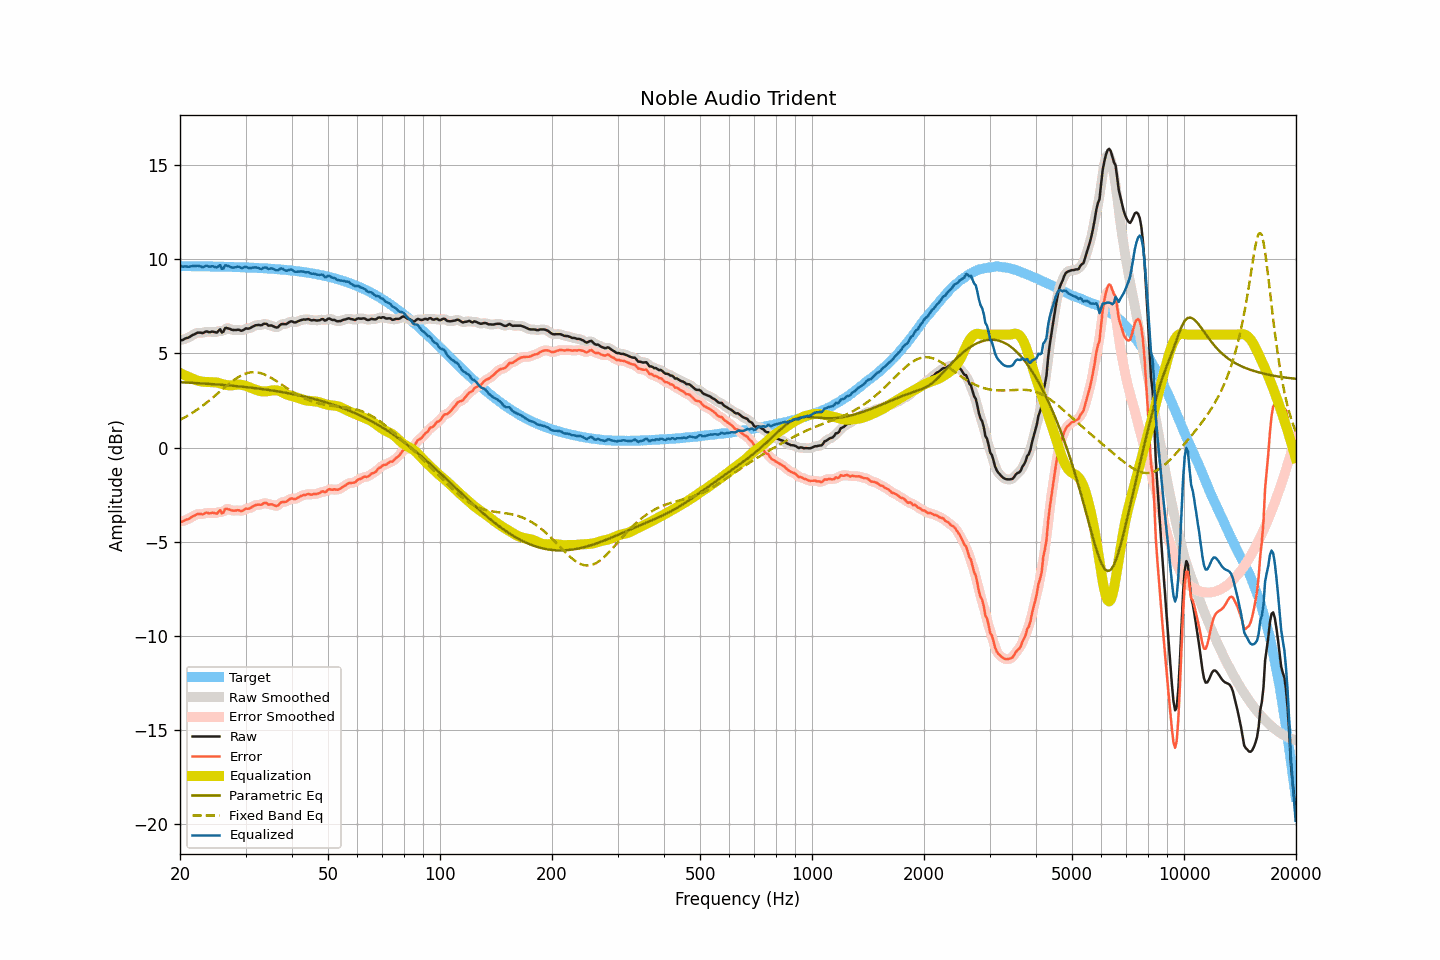 Noble Audio Trident
Amplitude (dBr)
15
10
5
0
−5
−10
−15
−20
Target
Raw Smoothed
Error Smoothed
Raw
Error
Equalization
Parametric Eq
Fixed Band Eq
Equalized
20 50 100 200 500 1000 2000 5000 10000 20000
Frequency (Hz)